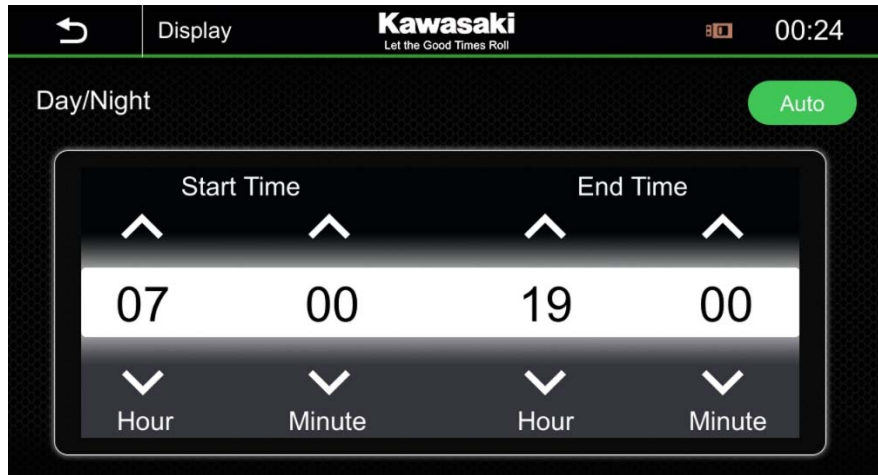 Display
Kawasaki
Let the Good Times Roll
00:24
Day/Night
Auto
Start Time End Time
07 00 19 00
Hour Minute Hour Minute